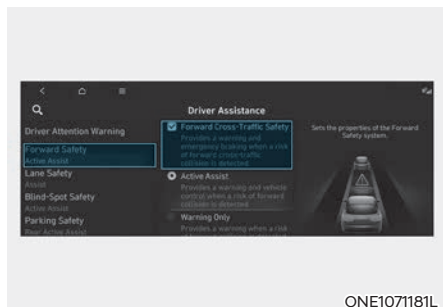 Driver Assistance
Driver Attention Warning
Forward Safety
Active Assist
Lane Safety
Assist
Blind-Spot Safety
Active Assist
Parking Safety
Rear Active Assist
Forward Cross-Traffic Safety
Provides a warning and
emergency braking when a risk
of forward cross-traffic
collision is detected.
Active Assist
Provides a warning and vehicle
control when a risk of forward
collision is detected.
Warning Only
Provides a warning when a risk
Sets the properties of the Forward
Safety system.
ONE1071181L